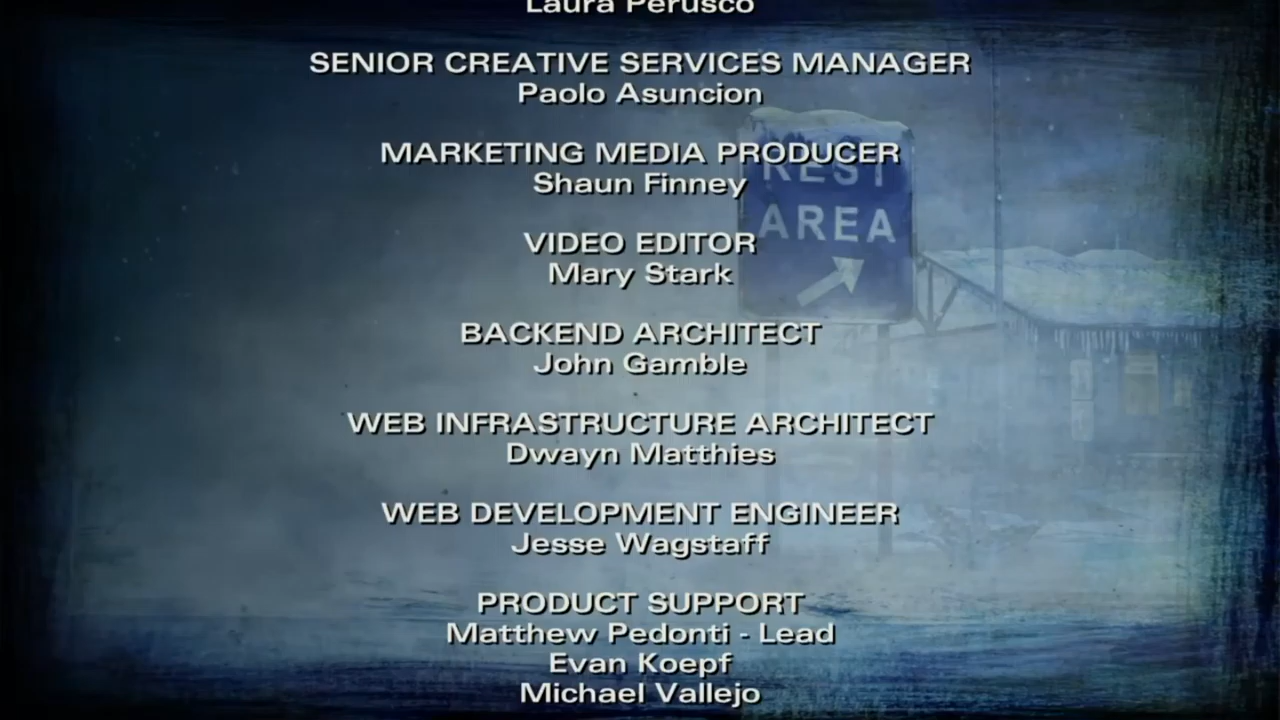 Laura Perusco
SENIOR CREATIVE SERVICES MANAGER
Paolo Asuncion
MARKETING MEDIA PRODUCER
Shaun Finney
VIDEO EDITOR
Mary Stark
BACKEND ARCHITECT
John Gamble
WEB INFRASTRUCTURE ARCHITECT
Dwayn Matthies
WEB DEVELOPMENT ENGINEER
Jesse Wagstaff
PRODUCT SUPPORT
Matthew Pedonti - Lead
Evan Koepf
Michael Vallejo
REST
AREA